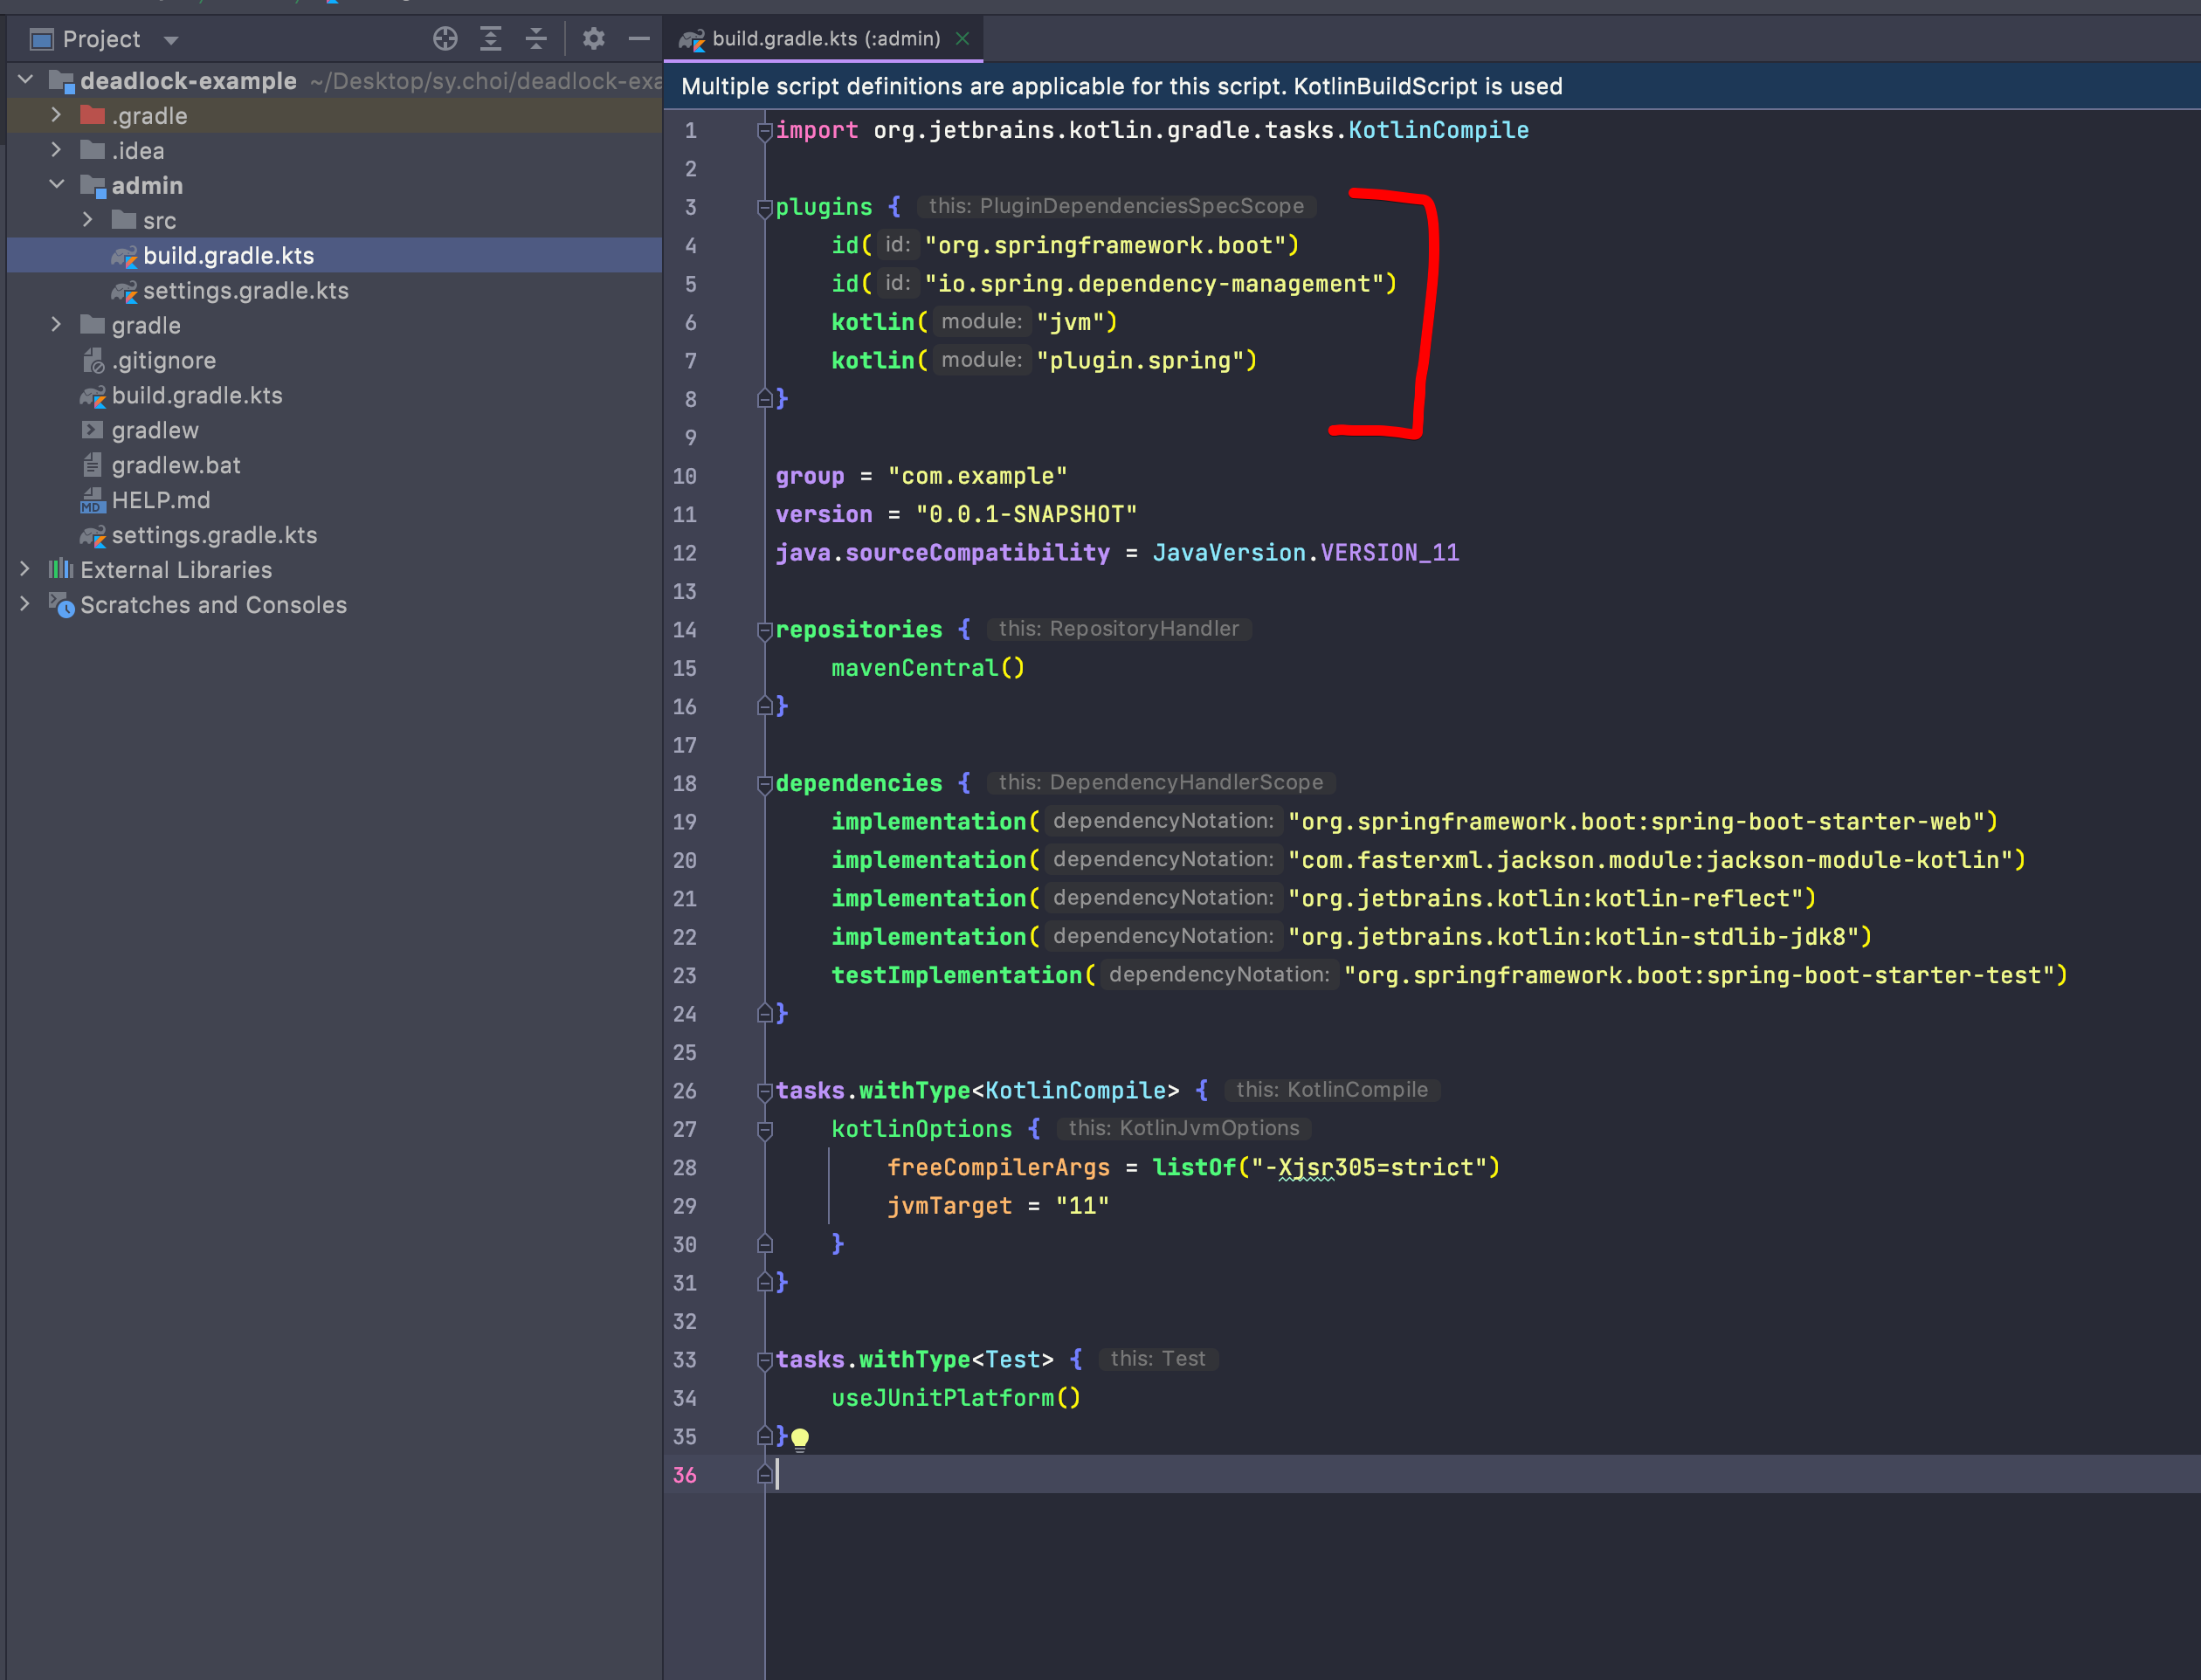 Project
deadlock-example ~/Desktop/sy.choi/deadlock-exa
.gradle
.idea
admin
src
build.gradle.kts
settings.gradle.kts
gradle
.gitignore
build.gradle.kts
gradlew
gradlew.bat
HELP.md
settings.gradle.kts
External Libraries
Scratches and Consoles
build.gradle.kts (:admin)
Multiple script definitions are applicable for this script. KotlinBuildScript is used
1 import org.jetbrains.kotlin.gradle.tasks.KotlinCompile
2
3 plugins { this: PluginDependenciesSpecScope
4 id( id: "org.springframework.boot")
5 id( id: "io.spring.dependency-management")
6 kotlin( module: "jvm")
7 kotlin( module: "plugin.spring")
8 }
9
10 group = "com.example"
11 version = "0.0.1-SNAPSHOT"
12 java.sourceCompatibility = JavaVersion.VERSION_11
13
14 repositories { this: RepositoryHandler
15 mavenCentral()
16 }
17
18 dependencies { this: DependencyHandlerScope
19 implementation( dependencyNotation: "org.springframework.boot:spring-boot-starter-web")
20 implementation( dependencyNotation: "com.fasterxml.jackson.module:jackson-module-kotlin")
21 implementation( dependencyNotation: "org.jetbrains.kotlin:kotlin-reflect")
22 implementation( dependencyNotation: "org.jetbrains.kotlin:kotlin-stdlib-jdk8")
23 testImplementation( dependencyNotation: "org.springframework.boot:spring-boot-starter-test")
24 }
25
26 tasks.withType<KotlinCompile> { this: KotlinCompile
27 kotlinOptions { this: KotlinJvmOptions
28 freeCompilerArgs = listOf("-Xjsr305=strict")
29 jvmTarget = "11"
30 }
31 }
32
33 tasks.withType<Test> { this: Test
34 useJUnitPlatform()
35 }
36